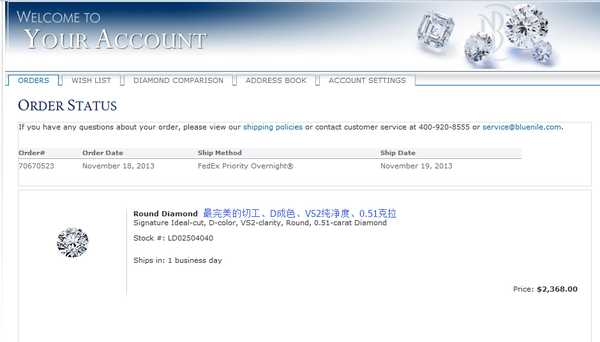 WELCOME TO
YOUR ACCOUNT
ORDERS WISH LIST DIAMOND COMPARISON ADDRESS BOOK ACCOUNT SETTINGS
ORDER STATUS
If you have any questions about your order, please view our shipping policies or contact customer service at 400-920-8555 or service@bluenile.com.
Order# Order Date Ship Method Ship Date
70670523 November 18, 2013 FedEx Priority Overnight® November 19, 2013
Round Diamond 最完美的切工、D成色、VS2纯净度、0.51克拉
Signature Ideal-cut, D-color, VS2-clarity, Round, 0.51-carat Diamond
Stock #: LD02504040
Ships in: 1 business day
Price: $2,368.00